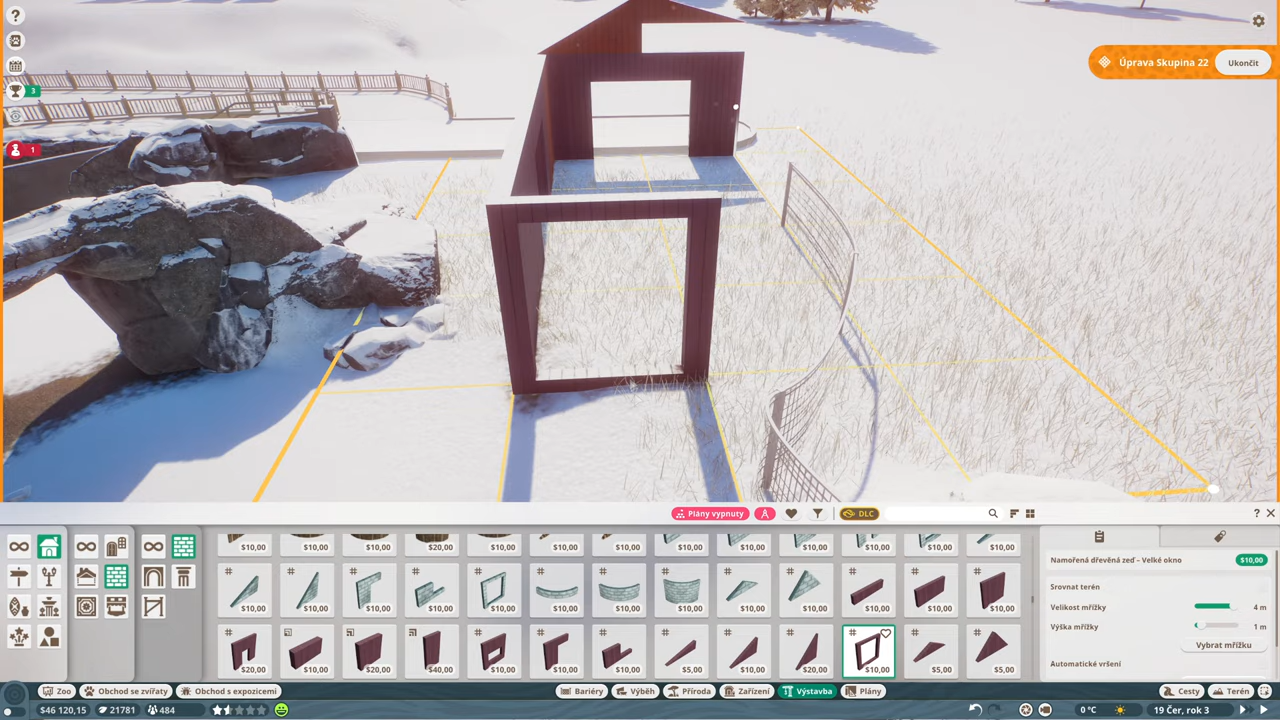 ?
3
1
Úprava Skupina 22
Ukončit
Plány vypnuty
DLC
?
$10,00 $10,00 $10,00 $20,00 $10,00 $10,00 $10,00 $10,00 $10,00 $10,00 $10,00 $10,00 $10,00
$10,00 $10,00 $10,00 $10,00 $10,00 $10,00 $10,00 $10,00 $10,00 $10,00 $10,00 $10,00 $10,00
$20,00 $10,00 $20,00 $40,00 $10,00 $10,00 $10,00 $5,00 $10,00 $20,00 $10,00 $5,00 $5,00
Namořená dřevěná zeď – Velké okno $10,00
Srovnat terén
Velikost mřížky 4 m
Výška mřížky 1 m
Vybrat mřížku
Automatické vršení
Zoo Obchod se zvířaty Obchod s expozicemi Bariéry Výběh Příroda Zařízení Výstavba Plány Cesty Terén
$46 120,15 21781 484 0 °C 19 Čer, rok 3